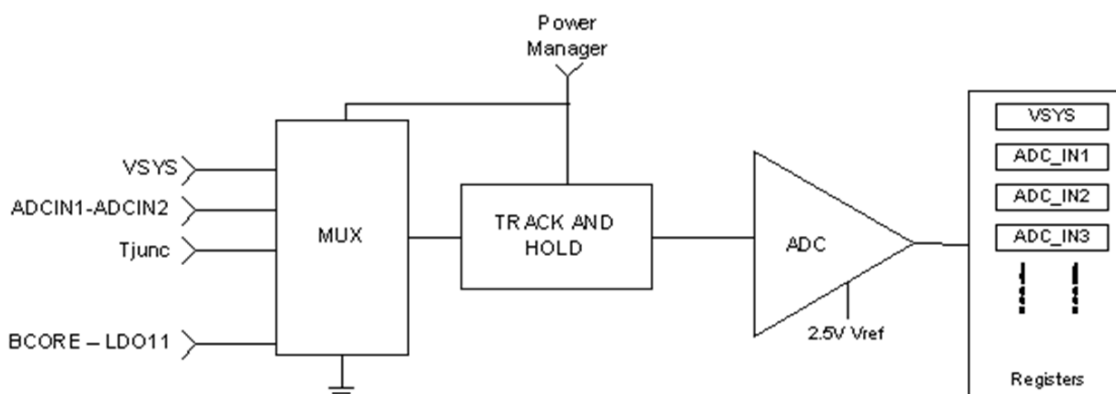 Power
Manager
VSYS
ADCIN1-ADCIN2
Tjunc
BCORE – LDO11
MUX
TRACK AND
HOLD
ADC
2.5V Vref
VSYS
ADC_IN1
ADC_IN2
ADC_IN3
Registers